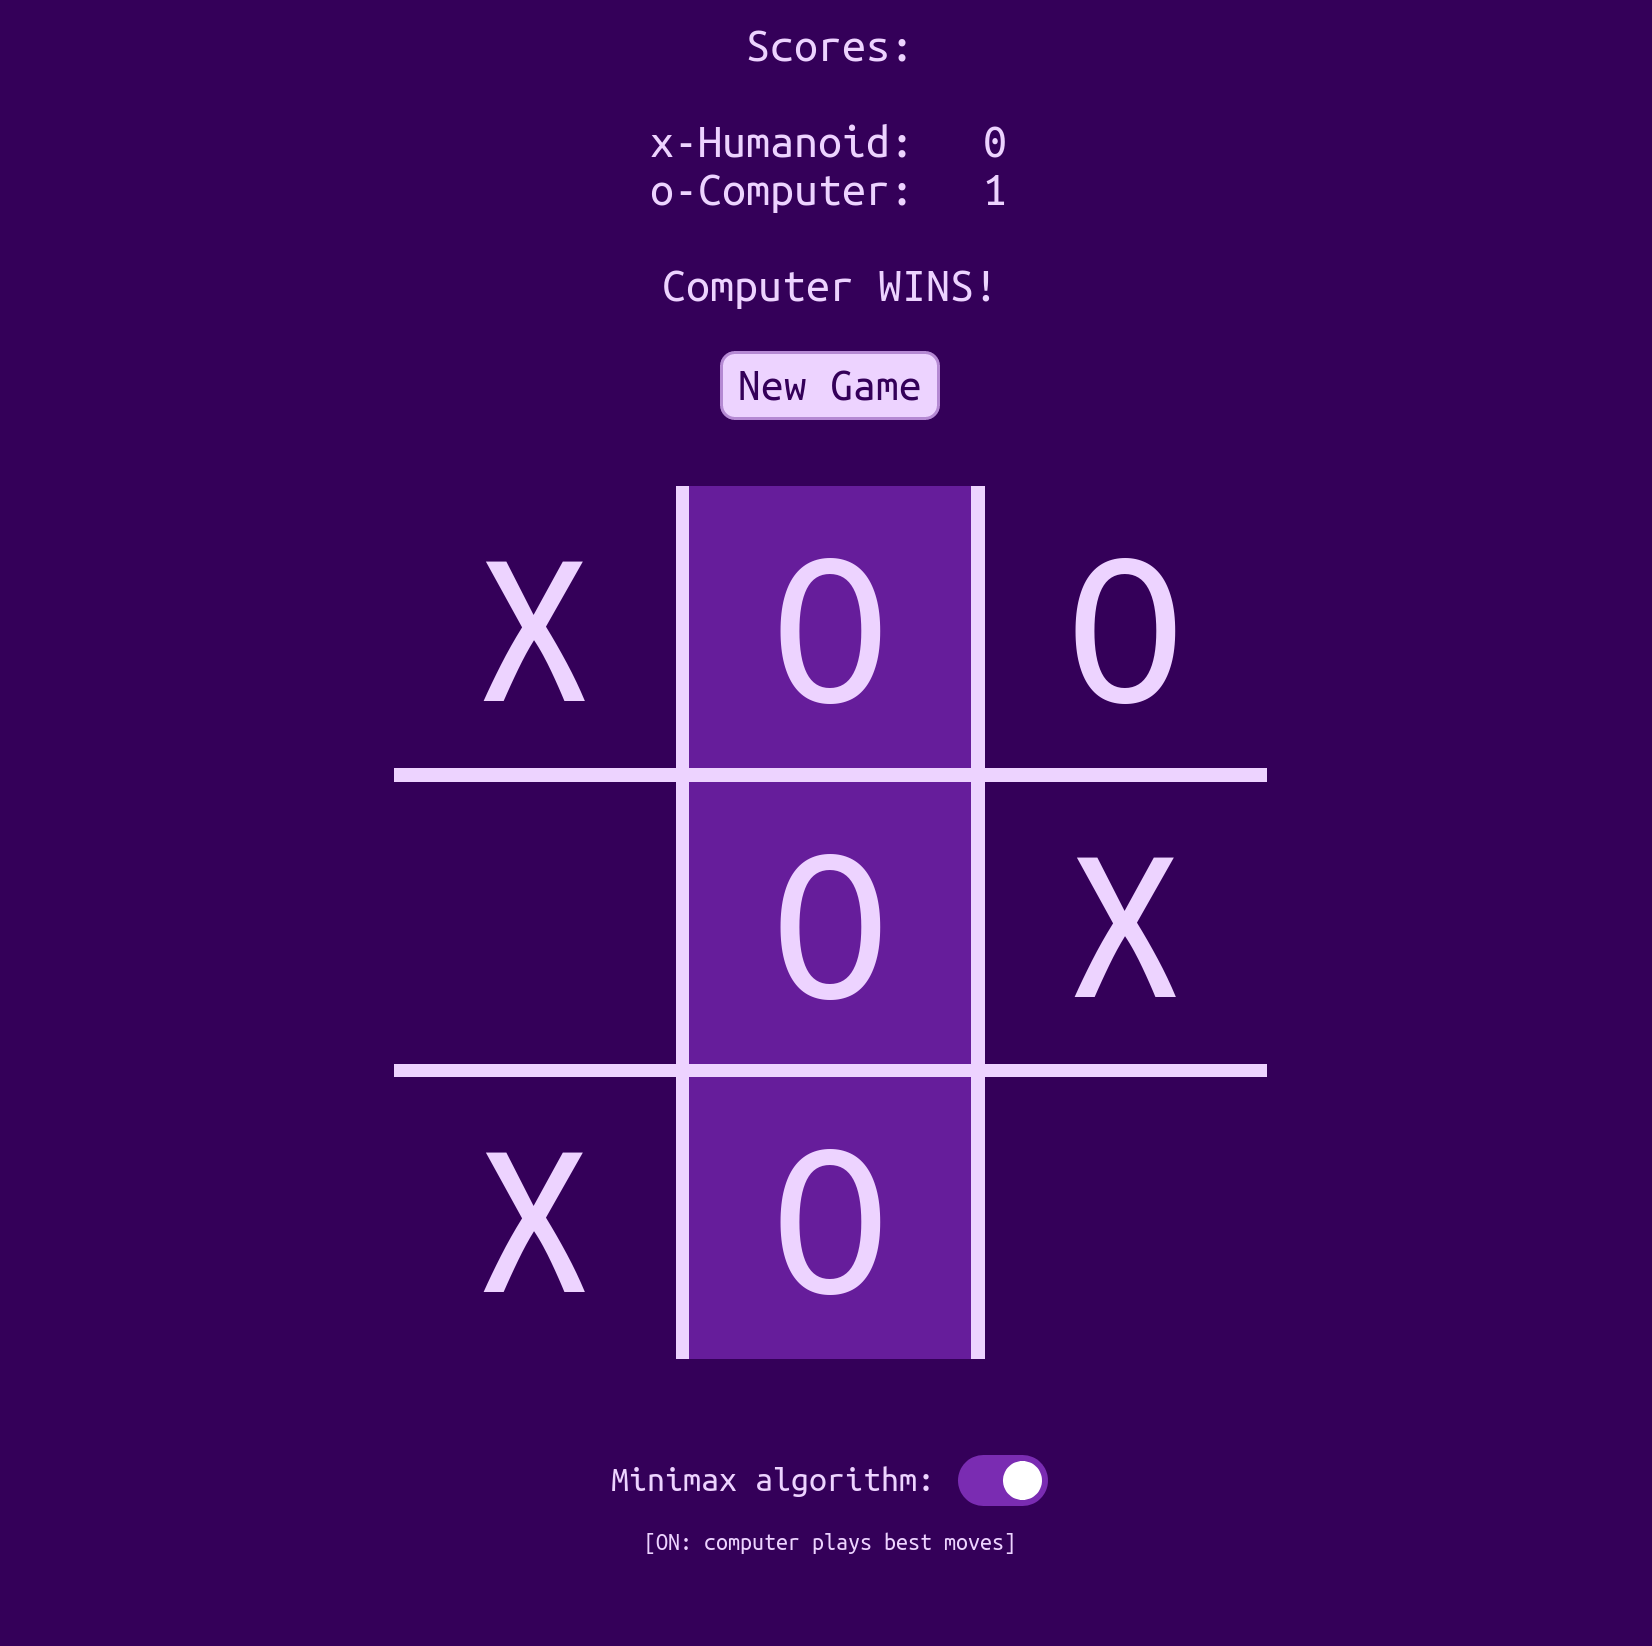 Scores:
x-Humanoid: 0
o-Computer: 1
Computer WINS!
New Game
X O O
O X
X O
Minimax algorithm:
[ON: computer plays best moves]